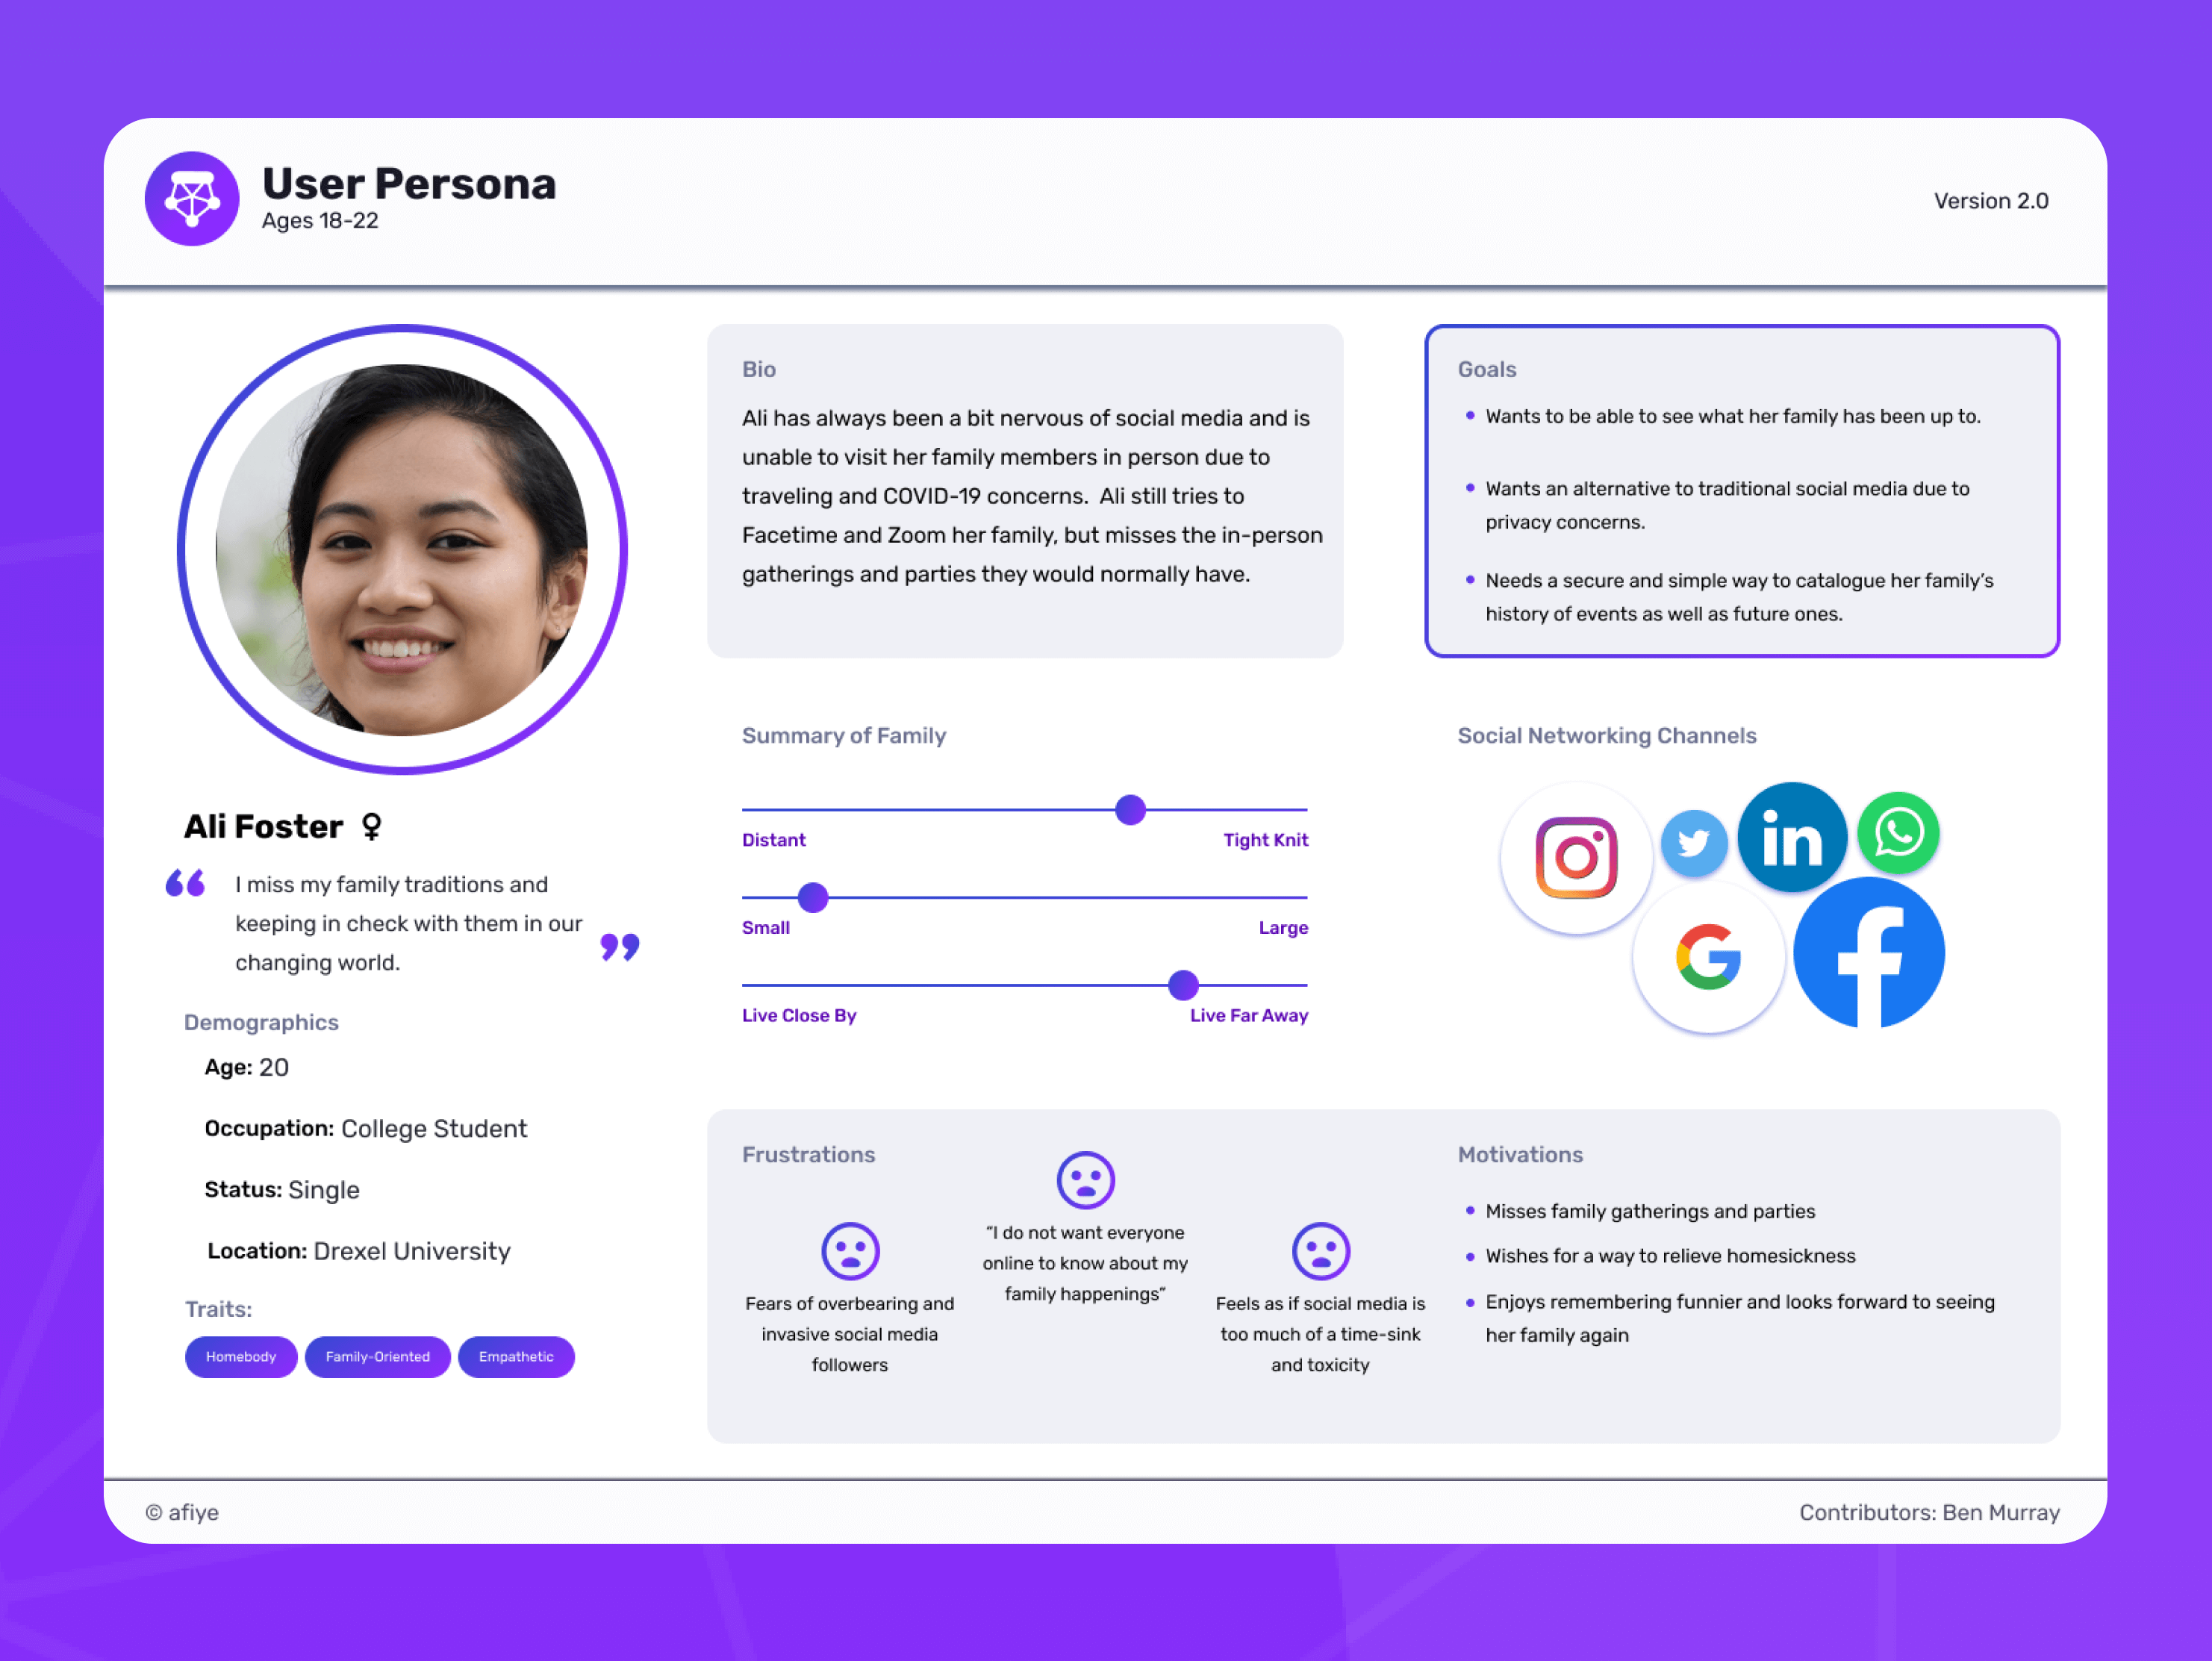 User Persona
Ages 18-22
Version 2.0
Ali Foster ♀
“ I miss my family traditions and
keeping in check with them in our
changing world. ”
Demographics
Age: 20
Occupation: College Student
Status: Single
Location: Drexel University
Traits:
Homebody Family-Oriented Empathetic
Bio
Ali has always been a bit nervous of social media and is
unable to visit her family members in person due to
traveling and COVID-19 concerns.  Ali still tries to
Facetime and Zoom her family, but misses the in-person
gatherings and parties they would normally have.
Goals
• Wants to be able to see what her family has been up to.
• Wants an alternative to traditional social media due to
privacy concerns.
• Needs a secure and simple way to catalogue her family’s
history of events as well as future ones.
Summary of Family
Distant Tight Knit
Small Large
Live Close By Live Far Away
Social Networking Channels
in
G
f
Frustrations
Fears of overbearing and
invasive social media
followers
“I do not want everyone
online to know about my
family happenings”
Feels as if social media is
too much of a time-sink
and toxicity
Motivations
• Misses family gatherings and parties
• Wishes for a way to relieve homesickness
• Enjoys remembering funnier and looks forward to seeing
her family again
© afiye
Contributors: Ben Murray